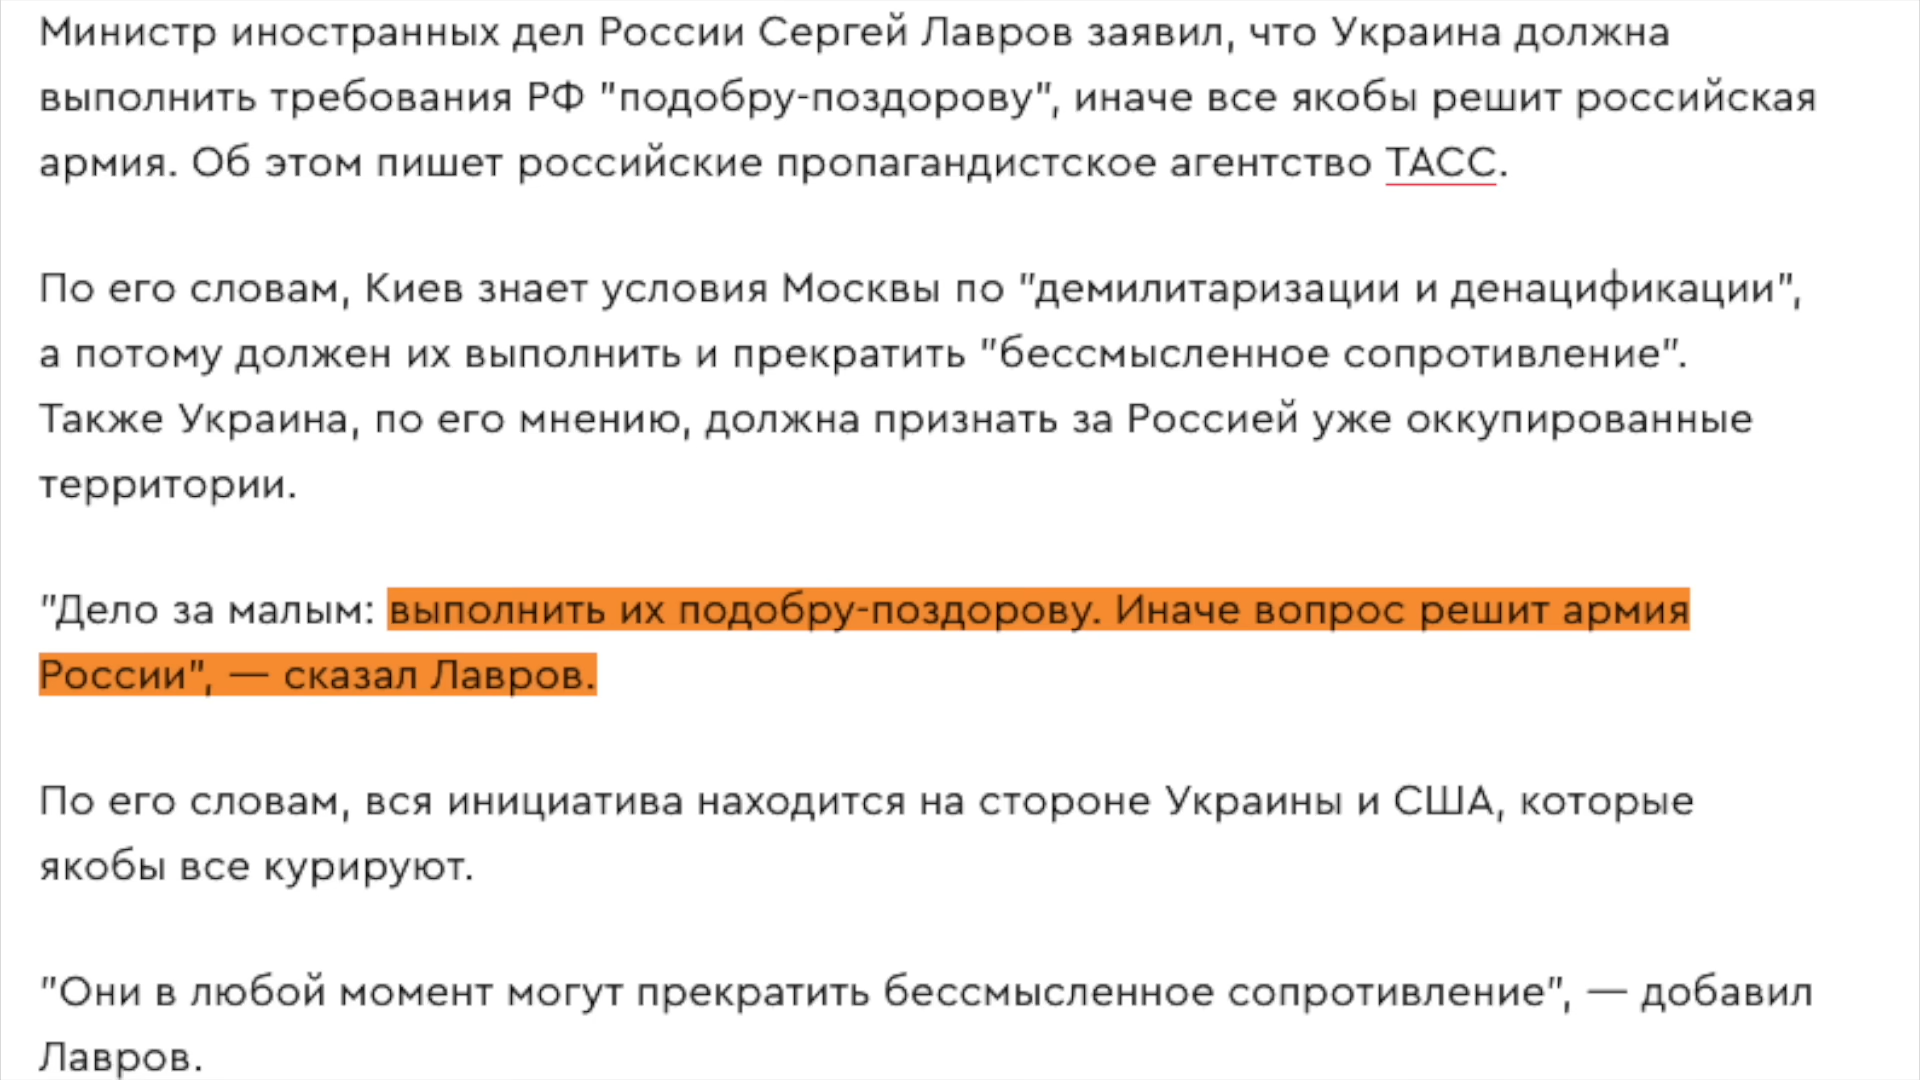 Министр иностранных дел России Сергей Лавров заявил, что Украина должна
выполнить требования РФ "подобру-поздорову", иначе все якобы решит российская
армия. Об этом пишет российские пропагандистское агентство ТАСС.
По его словам, Киев знает условия Москвы по "демилитаризации и денацификации",
а потому должен их выполнить и прекратить "бессмысленное сопротивление".
Также Украина, по его мнению, должна признать за Россией уже оккупированные
территории.
"Дело за малым: выполнить их подобру-поздорову. Иначе вопрос решит армия
России", — сказал Лавров.
По его словам, вся инициатива находится на стороне Украины и США, которые
якобы все курируют.
"Они в любой момент могут прекратить бессмысленное сопротивление", — добавил
Лавров.